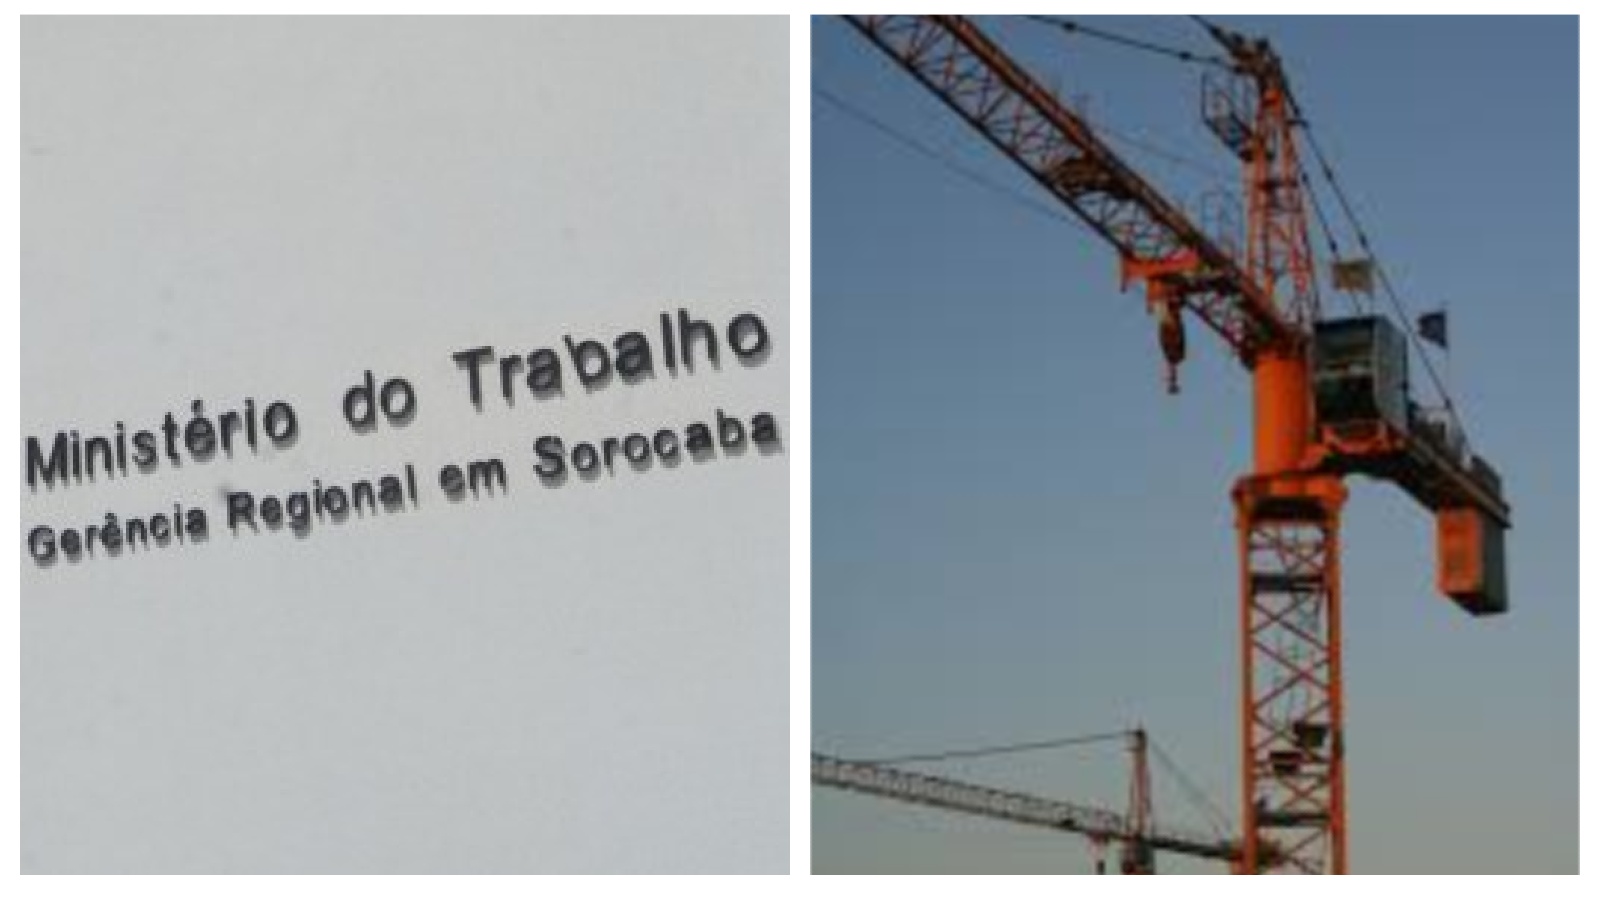 Ministério do Trabalho
Gerência Regional em Sorocaba